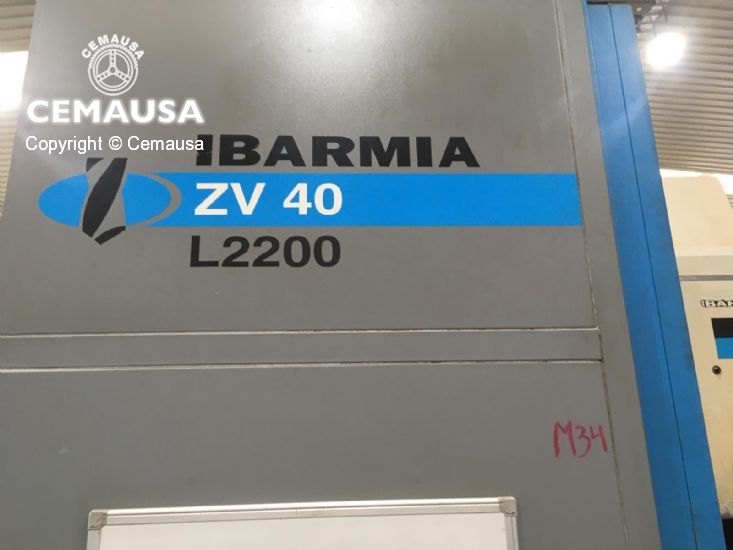 CEMAUSA
CEMAUSA
Copyright © Cemausa
IBARMIA
ZV 40
L2200
M34